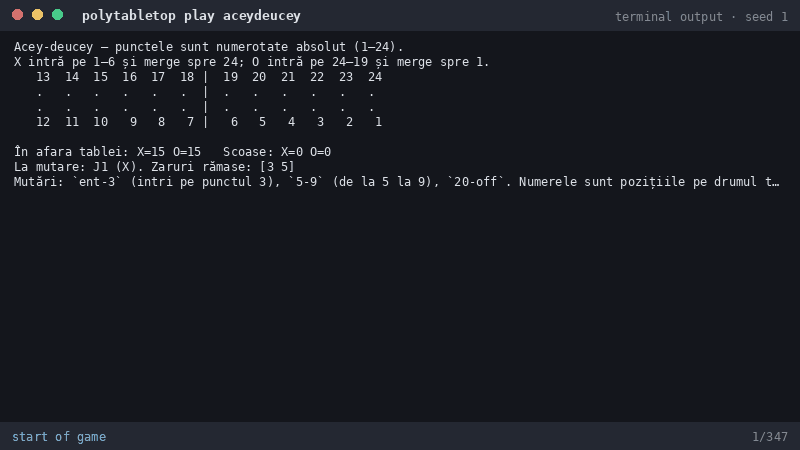 polytabletop play aceydeucey
terminal output · seed 1
Acey-deucey — punctele sunt numerotate absolut (1–24).
X intră pe 1–6 și merge spre 24; O intră pe 24–19 și merge spre 1.
13 14 15 16 17 18 | 19 20 21 22 23 24
. . . . . . | . . . . . .
. . . . . . | . . . . . .
12 11 10 9 8 7 | 6 5 4 3 2 1
În afara tablei: X=15 O=15 Scoase: X=0 O=0
La mutare: J1 (X). Zaruri rămase: [3 5]
Mutări: `ent-3` (intri pe punctul 3), `5-9` (de la 5 la 9), `20-off`. Numerele sunt pozițiile pe drumul t…
start of game
1/347